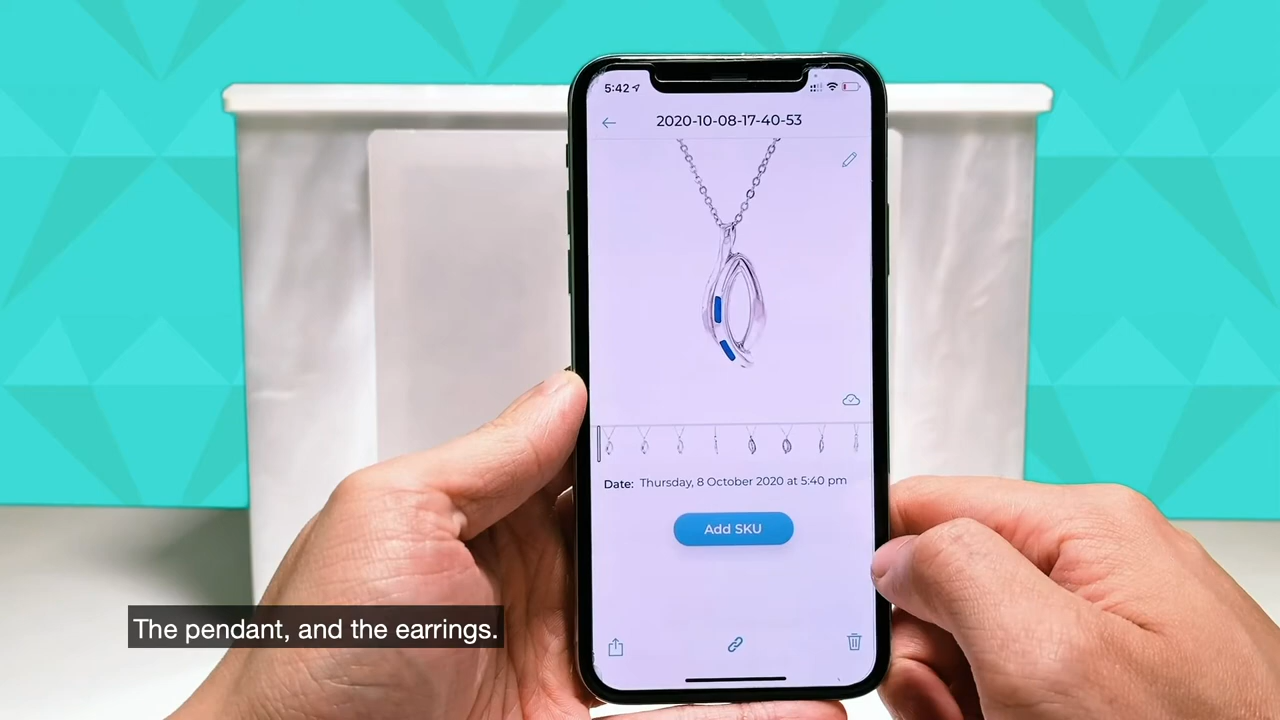 5:42
2020-10-08-17-40-53
Date: Thursday, 8 October 2020 at 5:40 pm
Add SKU
The pendant, and the earrings.